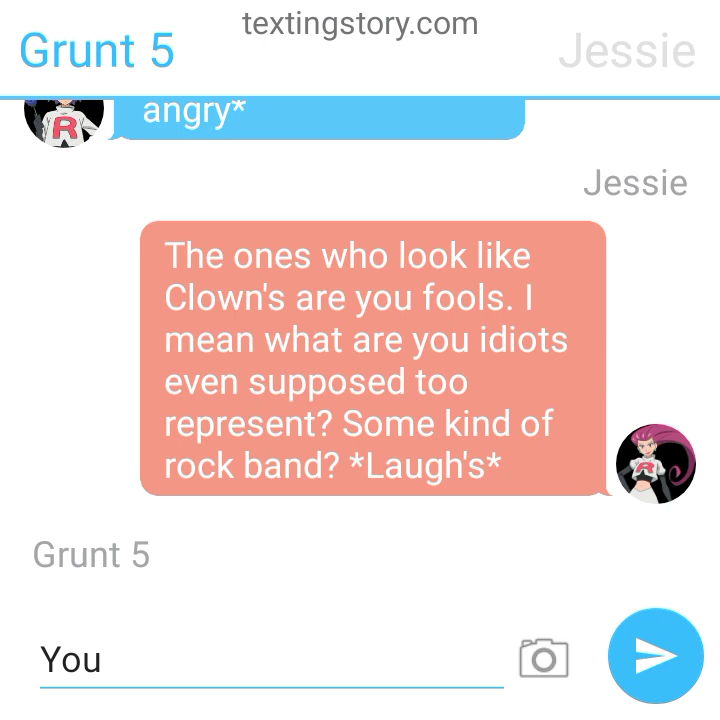 textingstory.com
Grunt 5
Jessie
angry*
R
Jessie
The ones who look like
Clown's are you fools. I
mean what are you idiots
even supposed too
represent? Some kind of
rock band? *Laugh's*
R
Grunt 5
You